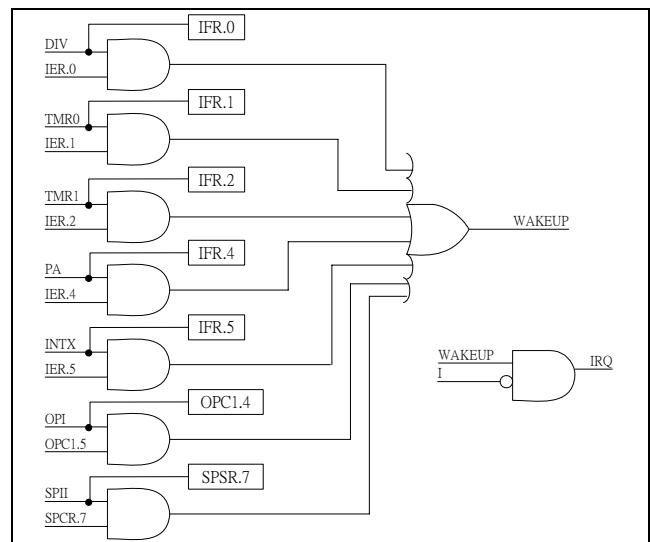 IFR.0
DIV
IER.0
IFR.1
TMR0
IER.1
IFR.2
TMR1
IER.2
WAKEUP
IFR.4
PA
IER.4
IFR.5
INTX
IER.5
WAKEUP
I
IRQ
OPC1.4
OPI
OPC1.5
SPSR.7
SPII
SPCR.7